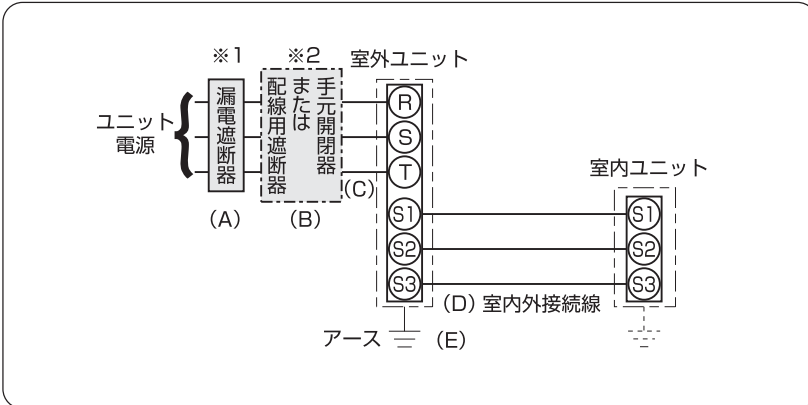 ※1
※2
室外ユニット
ユニット
電源
漏電遮断器
手元開閉器
または
配線用遮断器
R
S
T
(A)
(B)
(C)
室内ユニット
S1
S2
S3
S1
S2
S3
(D) 室内外接続線
アース
(E)